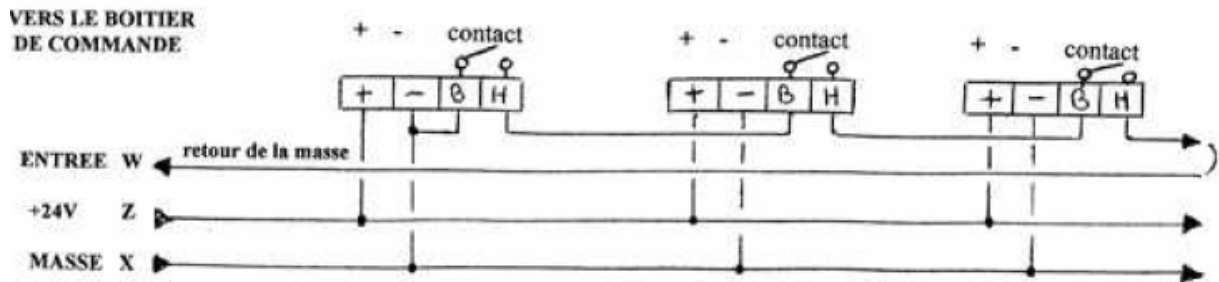 VERS LE BOITIER
DE COMMANDE
+ - contact
+ - contact
+ - contact
+ - B H
+ - B H
+ - B H
ENTREE W retour de la masse
+24V Z
MASSE X